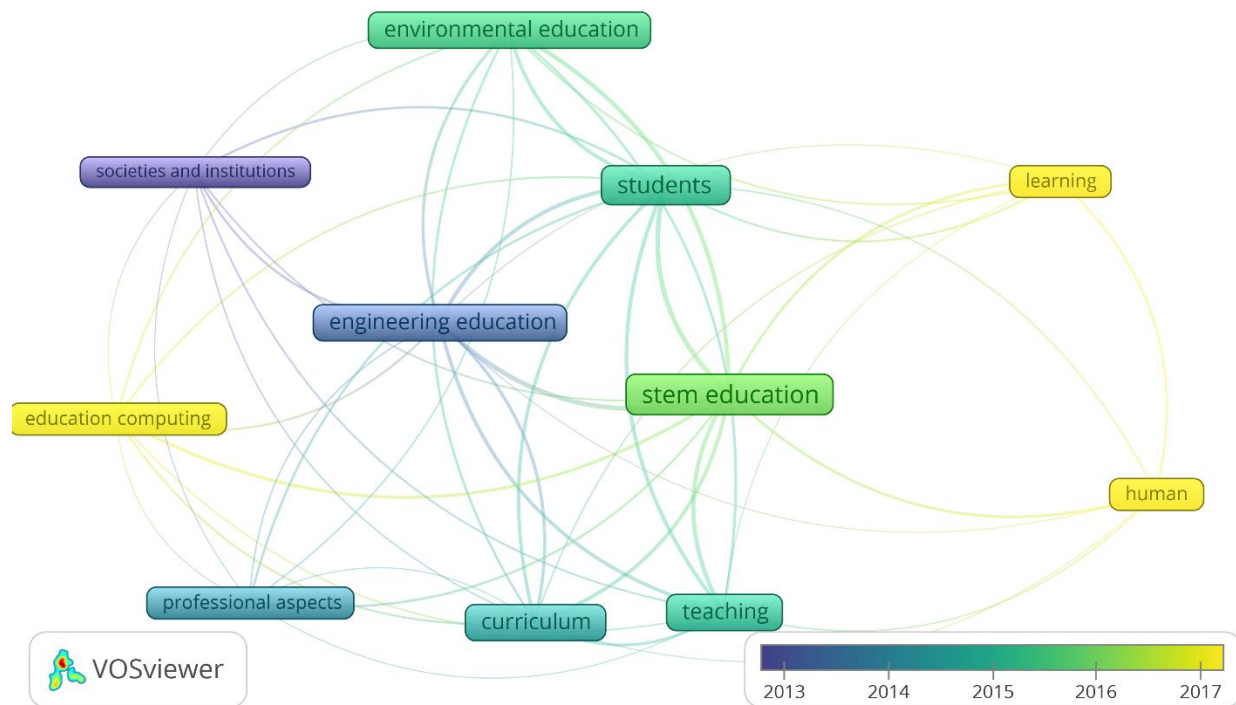 environmental education
societies and institutions
students
learning
engineering education
stem education
education computing
human
professional aspects
curriculum
teaching
VOSviewer
2013
2014
2015
2016
2017